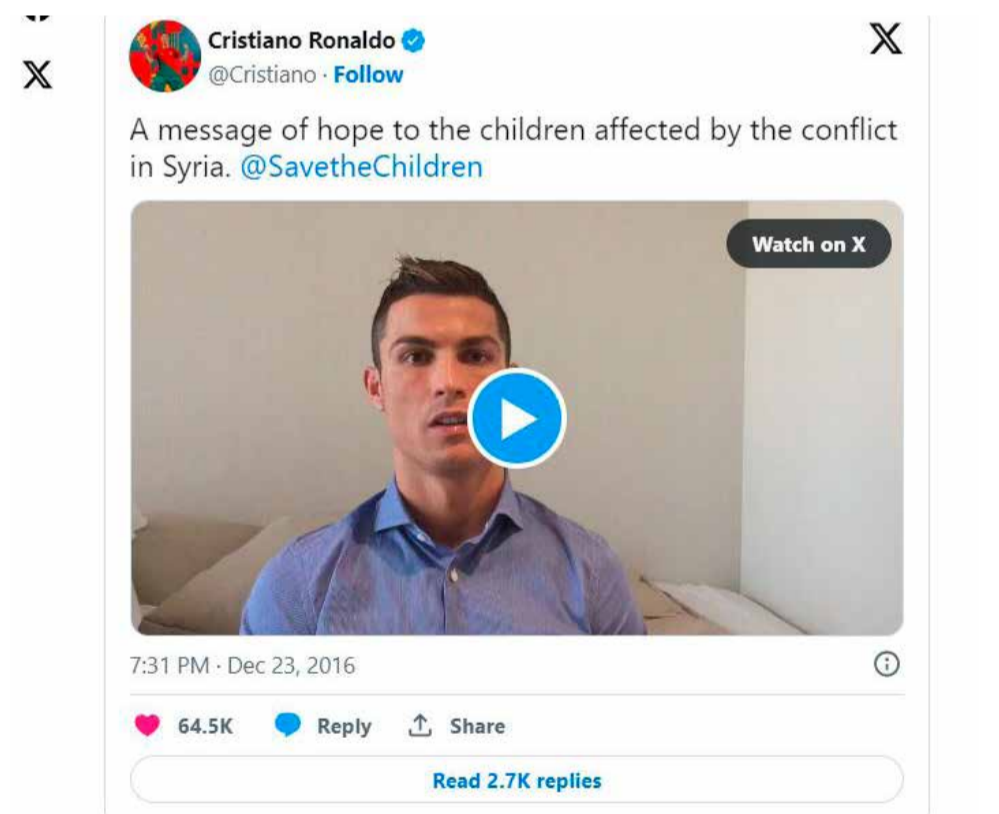 Cristiano Ronaldo
@Cristiano · Follow
A message of hope to the children affected by the conflict
in Syria. @SavetheChildren
Watch on X
7:31 PM · Dec 23, 2016
64.5K Reply Share
Read 2.7K replies